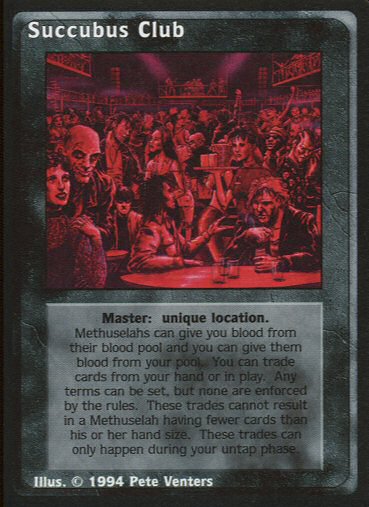 Succubus Club
Master: unique location.
Methuselahs can give you blood from
their blood pool and you can give them
blood from your pool. You can trade
cards from your hand or in play. Any
terms can be set, but none are enforced
by the rules. These trades cannot result
in a Methuselah having fewer cards than
his or her hand size. These trades can
only happen during your untap phase.
Illus. © 1994 Pete Venters